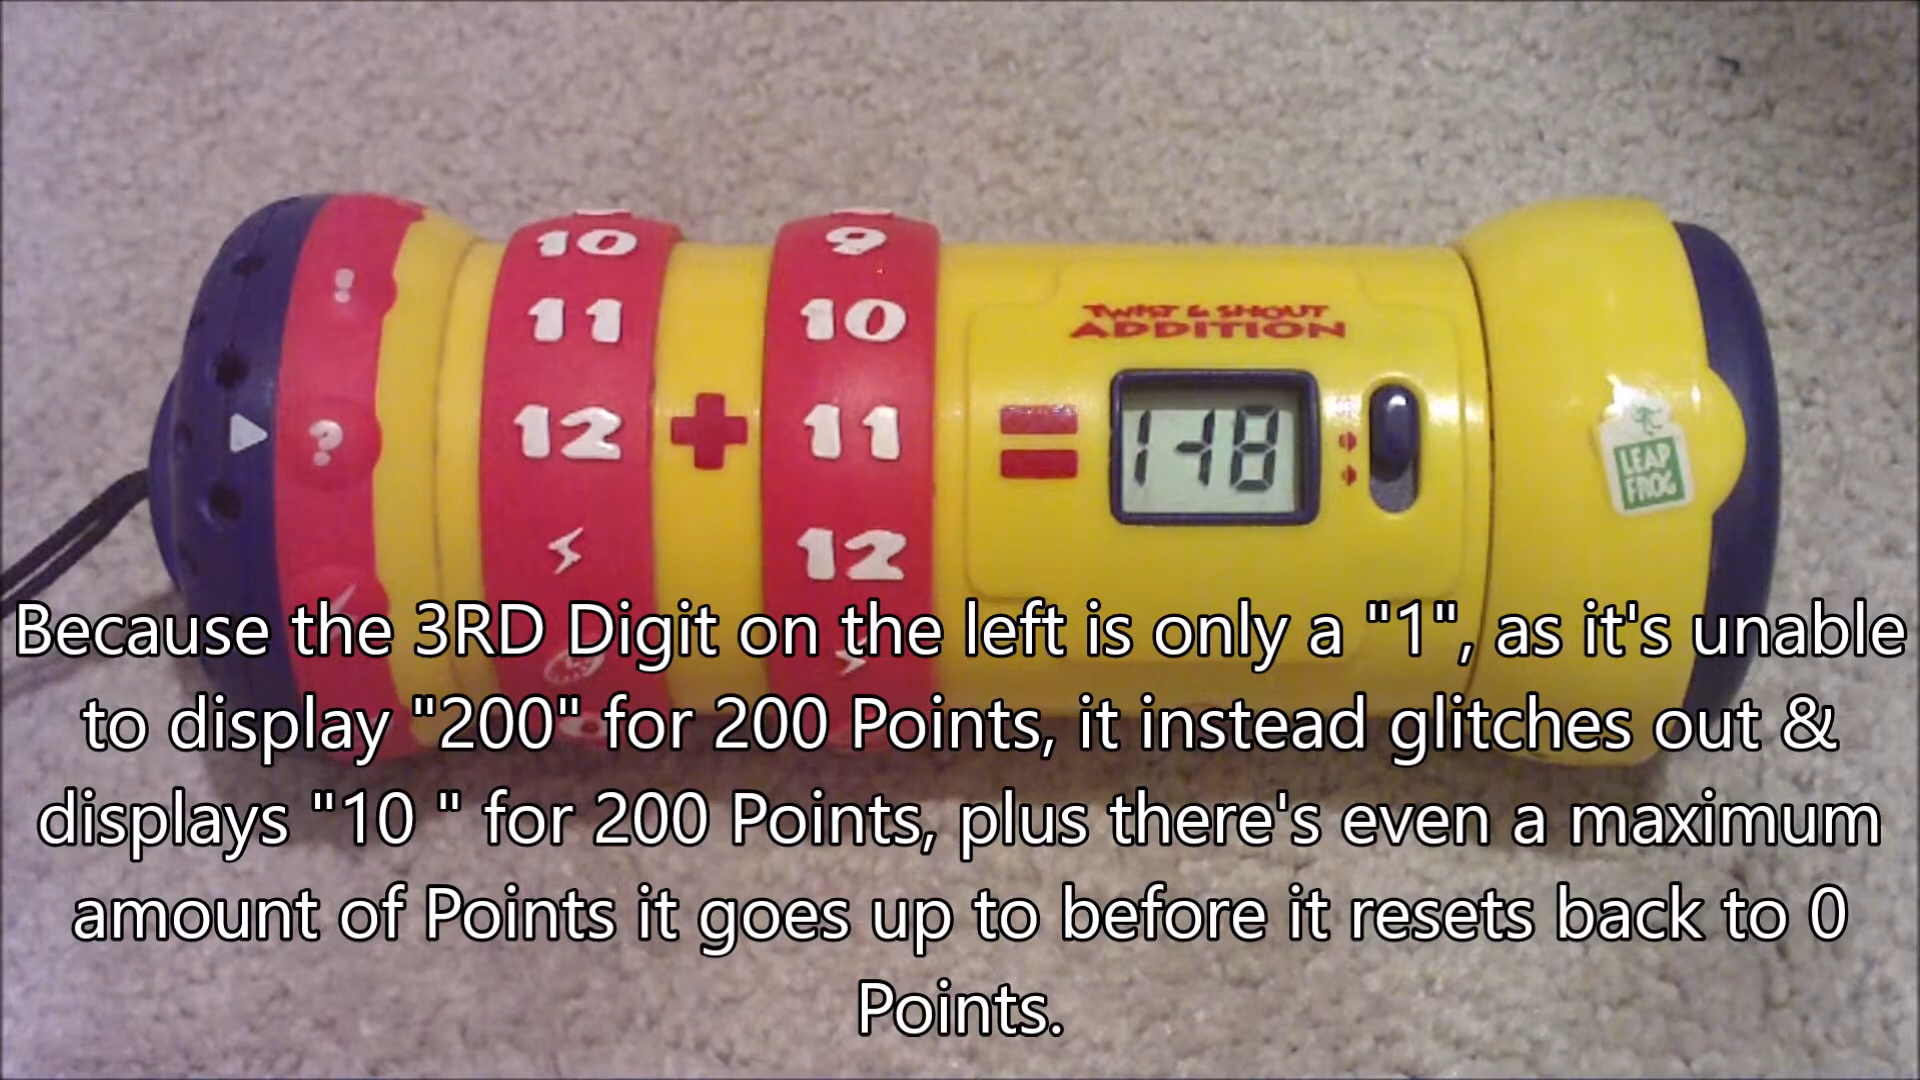 10 9
11 10
TWIST & SHOUT
ADDITION
? 12 + 11 =
12
LEAP
FROG
Because the 3RD Digit on the left is only a "1", as it's unable
to display "200" for 200 Points, it instead glitches out &
displays "10 " for 200 Points, plus there's even a maximum
amount of Points it goes up to before it resets back to 0
Points.